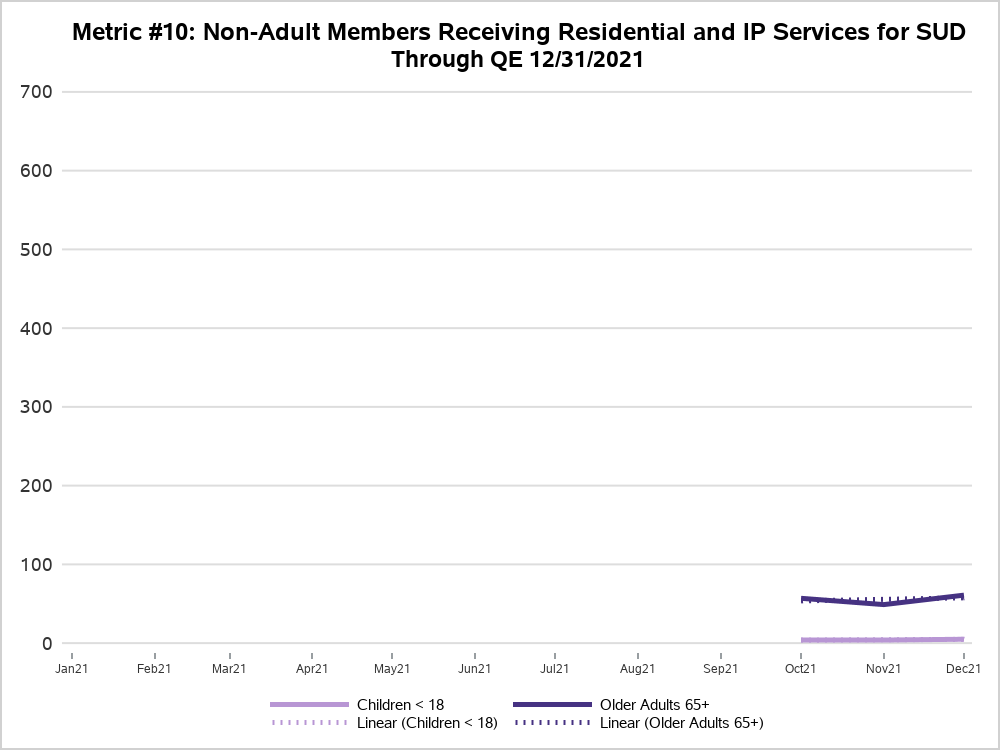 Metric #10: Non-Adult Members Receiving Residential and IP Services for SUD
Through QE 12/31/2021
700
600
500
400
300
200
100
0
Jan21 Feb21 Mar21 Apr21 May21 Jun21 Jul21 Aug21 Sep21 Oct21 Nov21 Dec21
Children < 18 Older Adults 65+
Linear (Children < 18) Linear (Older Adults 65+)